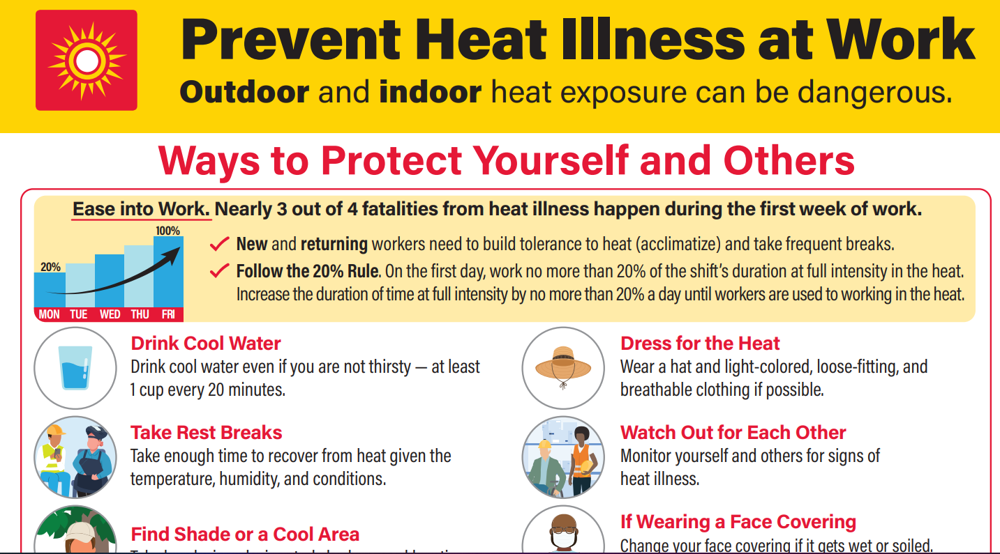 Prevent Heat Illness at Work
Outdoor and indoor heat exposure can be dangerous.
Ways to Protect Yourself and Others
Ease into Work. Nearly 3 out of 4 fatalities from heat illness happen during the first week of work.
100%
20%
MON TUE WED THU FRI
New and returning workers need to build tolerance to heat (acclimatize) and take frequent breaks.
Follow the 20% Rule. On the first day, work no more than 20% of the shift’s duration at full intensity in the heat.
Increase the duration of time at full intensity by no more than 20% a day until workers are used to working in the heat.
Drink Cool Water
Drink cool water even if you are not thirsty — at least
1 cup every 20 minutes.
Dress for the Heat
Wear a hat and light-colored, loose-fitting, and
breathable clothing if possible.
Take Rest Breaks
Take enough time to recover from heat given the
temperature, humidity, and conditions.
Watch Out for Each Other
Monitor yourself and others for signs of
heat illness.
Find Shade or a Cool Area
If Wearing a Face Covering
Change your face covering if it gets wet or soiled.